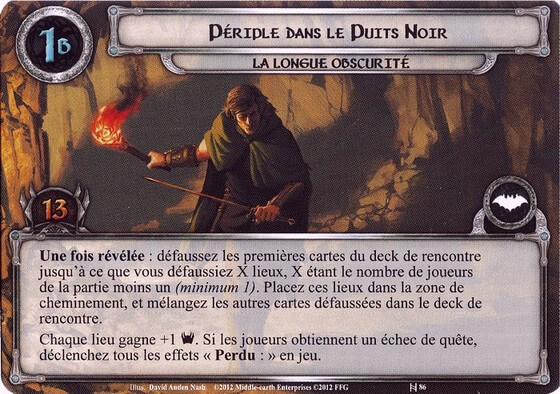 1B
PÉRIPLE DANS LE PUITS NOIR
LA LONGUE OBSCURITÉ
13
Une fois révélée : défaussez les premières cartes du deck de rencontre
jusqu'à ce que vous défaussiez X lieux, X étant le nombre de joueurs
de la partie moins un (minimum 1). Placez ces lieux dans la zone de
cheminement, et mélangez les autres cartes défaussées dans le deck de
rencontre.
Chaque lieu gagne +1 . Si les joueurs obtiennent un échec de quête,
déclenchez tous les effets « Perdu : » en jeu.
Illus. David Auden Nash ©2012 Middle-earth Enterprises ©2012 FFG 86